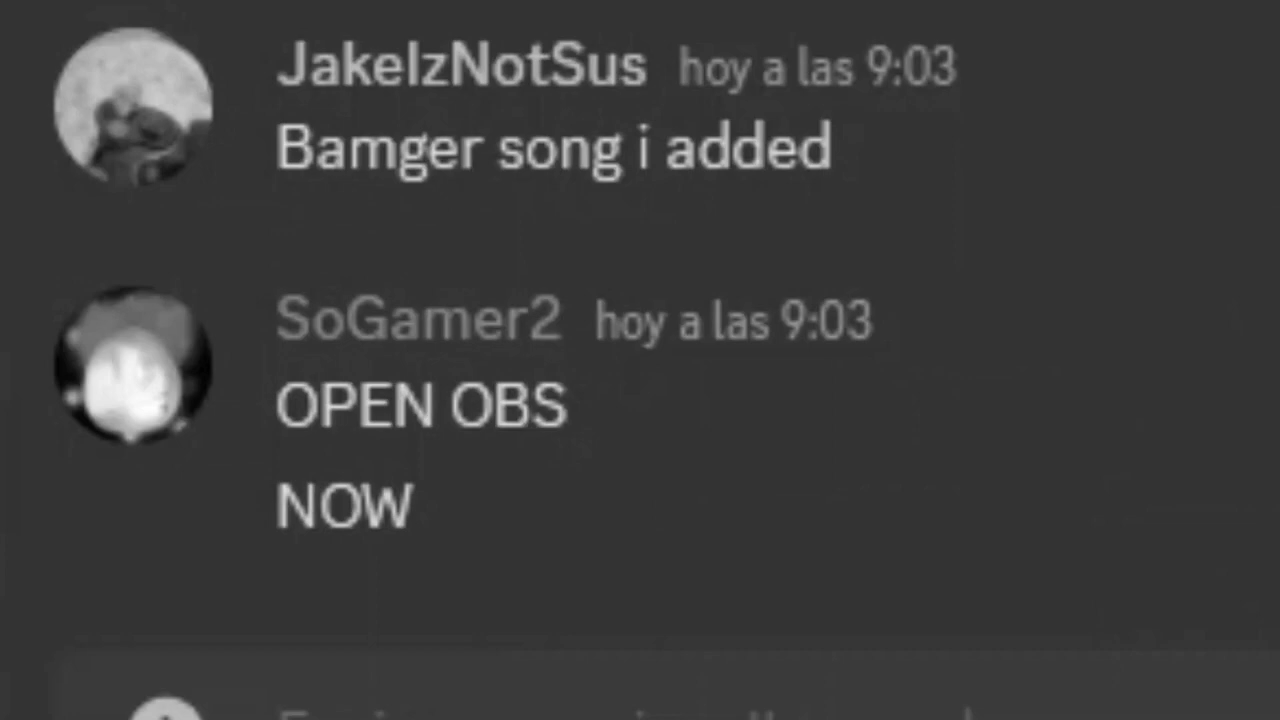 JakeIzNotSus hoy a las 9:03
Bamger song i added
SoGamer2 hoy a las 9:03
OPEN OBS
NOW